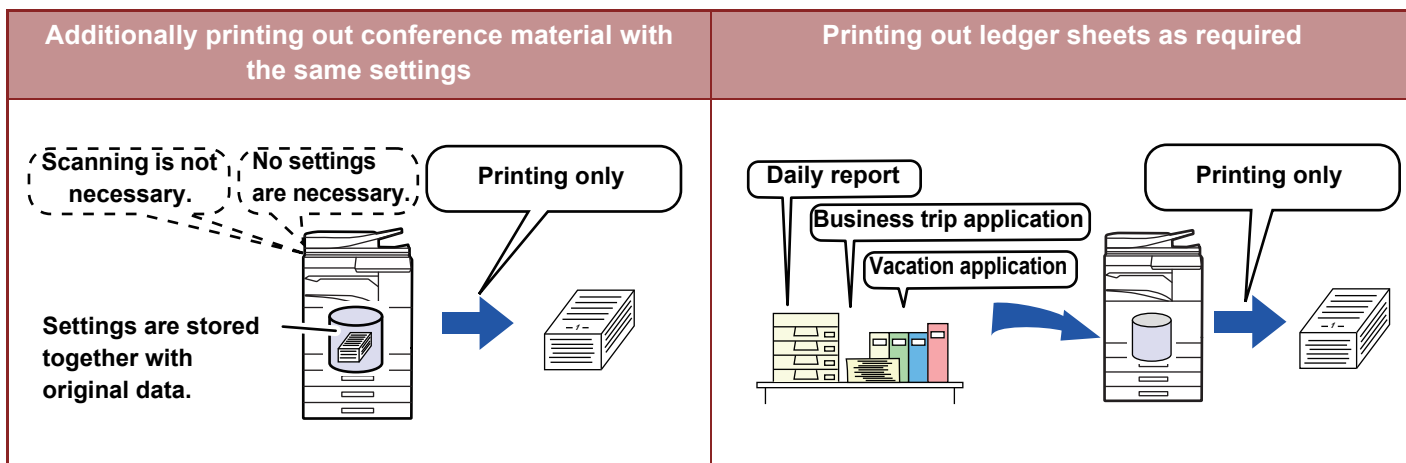 Additionally printing out conference material with
the same settings
Scanning is not
necessary.
No settings
are necessary.
Printing only
Settings are stored
together with
original data.
-1-
Printing out ledger sheets as required
Daily report
Business trip application
Vacation application
Printing only
-1-